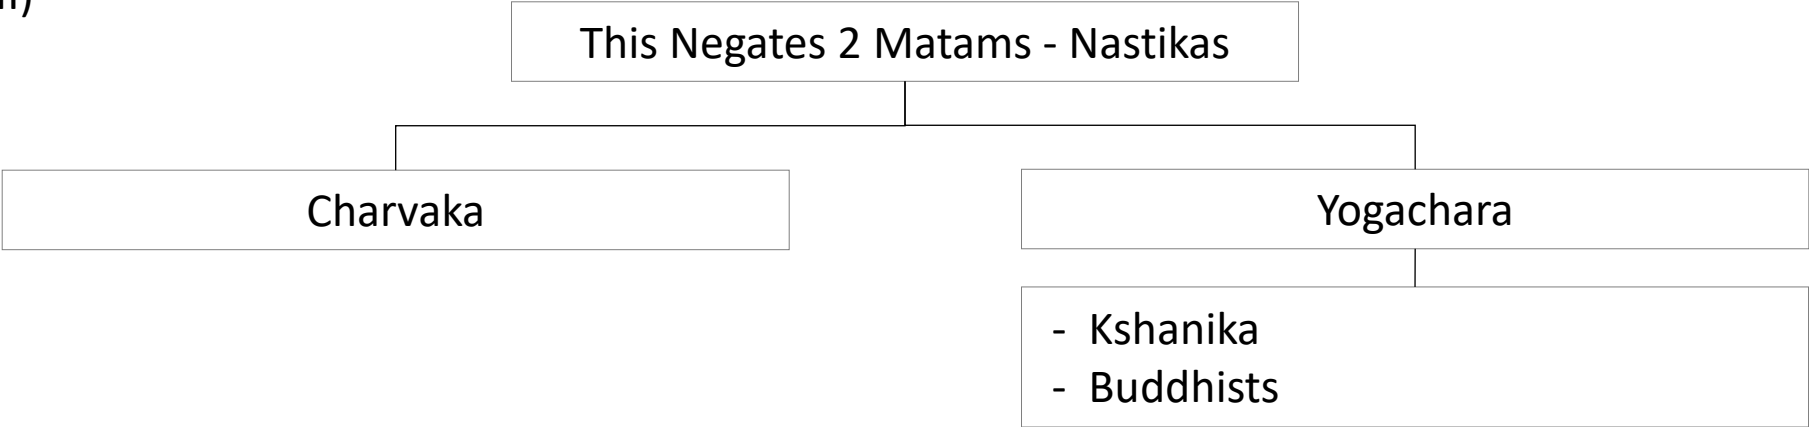 This Negates 2 Matams - Nastikas
Charvaka
Yogachara
- Kshanika
- Buddhists